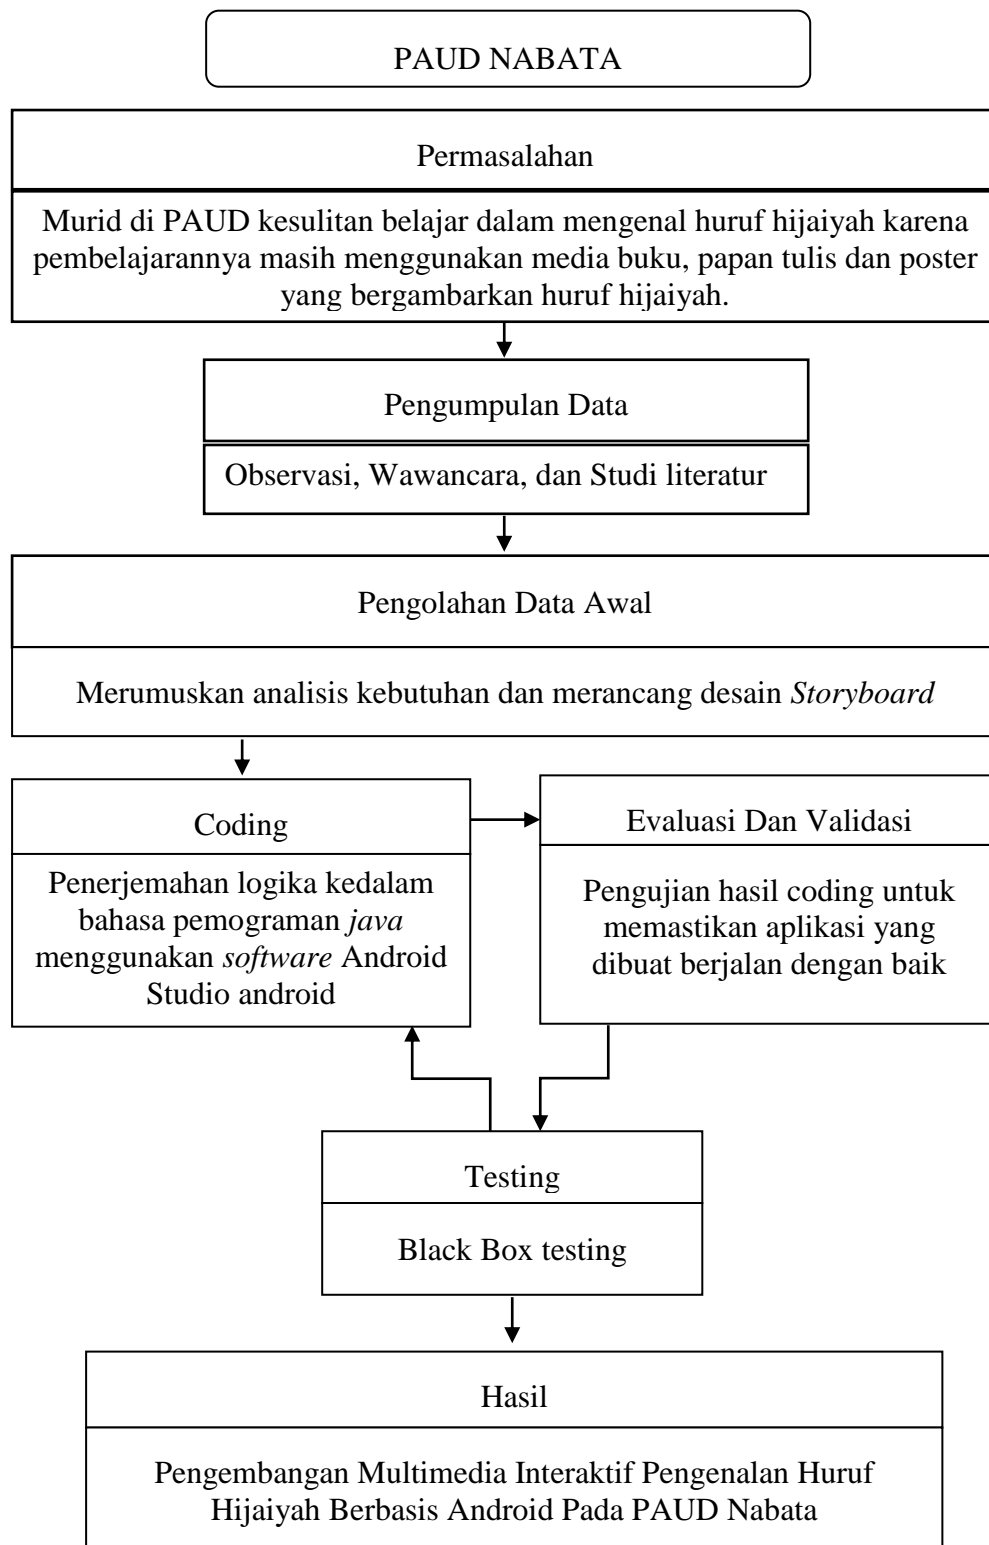 PAUD NABATA
Permasalahan
Murid di PAUD kesulitan belajar dalam mengenal huruf hijaiyah karena
pembelajarannya masih menggunakan media buku, papan tulis dan poster
yang bergambarkan huruf hijaiyah.
Pengumpulan Data
Observasi, Wawancara, dan Studi literatur
Pengolahan Data Awal
Merumuskan analisis kebutuhan dan merancang desain Storyboard
Coding
Penerjemahan logika kedalam
bahasa pemograman java
menggunakan software Android
Studio android
Evaluasi Dan Validasi
Pengujian hasil coding untuk
memastikan aplikasi yang
dibuat berjalan dengan baik
Testing
Black Box testing
Hasil
Pengembangan Multimedia Interaktif Pengenalan Huruf
Hijaiyah Berbasis Android Pada PAUD Nabata